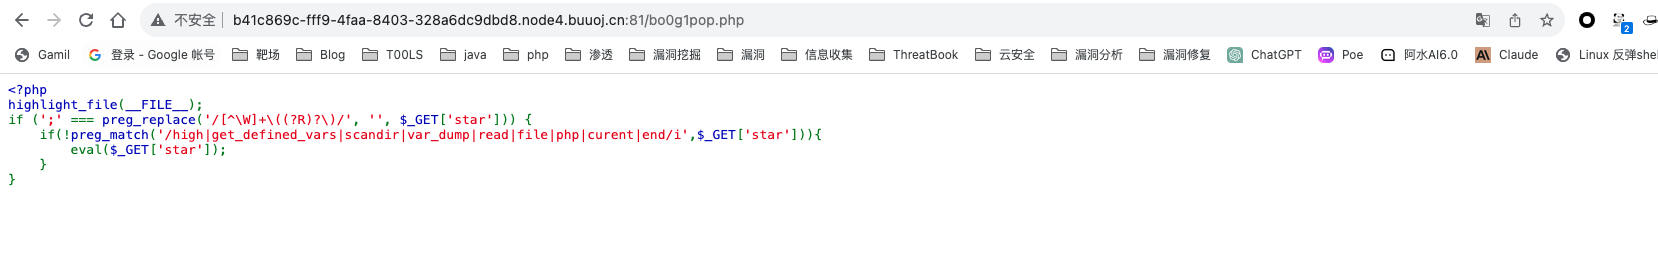 不安全 b41c869c-fff9-4faa-8403-328a6dc9dbd8.node4.buuoj.cn:81/bo0g1pop.php
2
Gamil 登录 - Google 帐号 靶场 Blog T00LS java php 渗透 漏洞挖掘 漏洞 信息收集 ThreatBook 云安全 漏洞分析 漏洞修复 ChatGPT Poe 阿水AI6.0 Claude Linux 反弹shel
<?php
highlight_file(__FILE__);
if (';' === preg_replace('/[^\W]+\((?R)?\)/', '', $_GET['star'])) {
    if(!preg_match('/high|get_defined_vars|scandir|var_dump|read|file|php|curent|end/i',$_GET['star'])){
        eval($_GET['star']);
    }
}